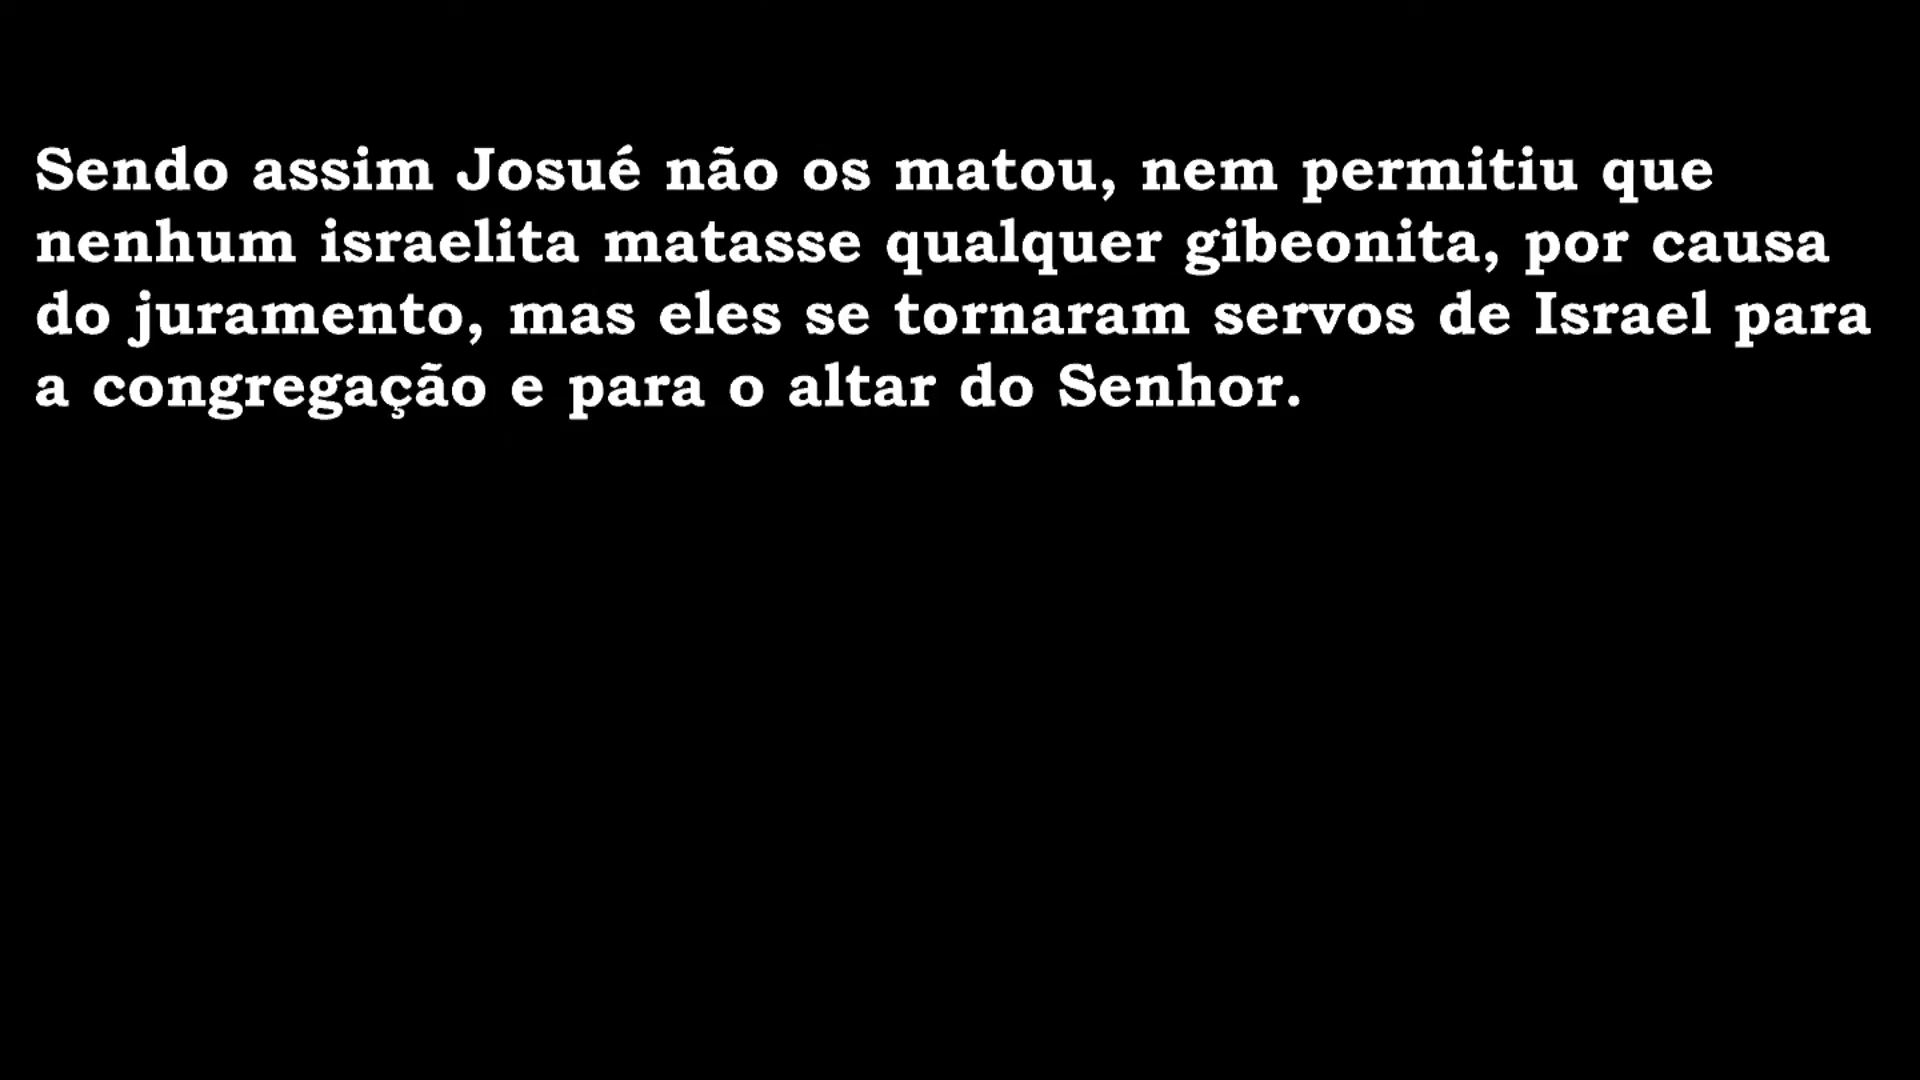 Sendo assim Josué não os matou, nem permitiu que
nenhum israelita matasse qualquer gibeonita, por causa
do juramento, mas eles se tornaram servos de Israel para
a congregação e para o altar do Senhor.